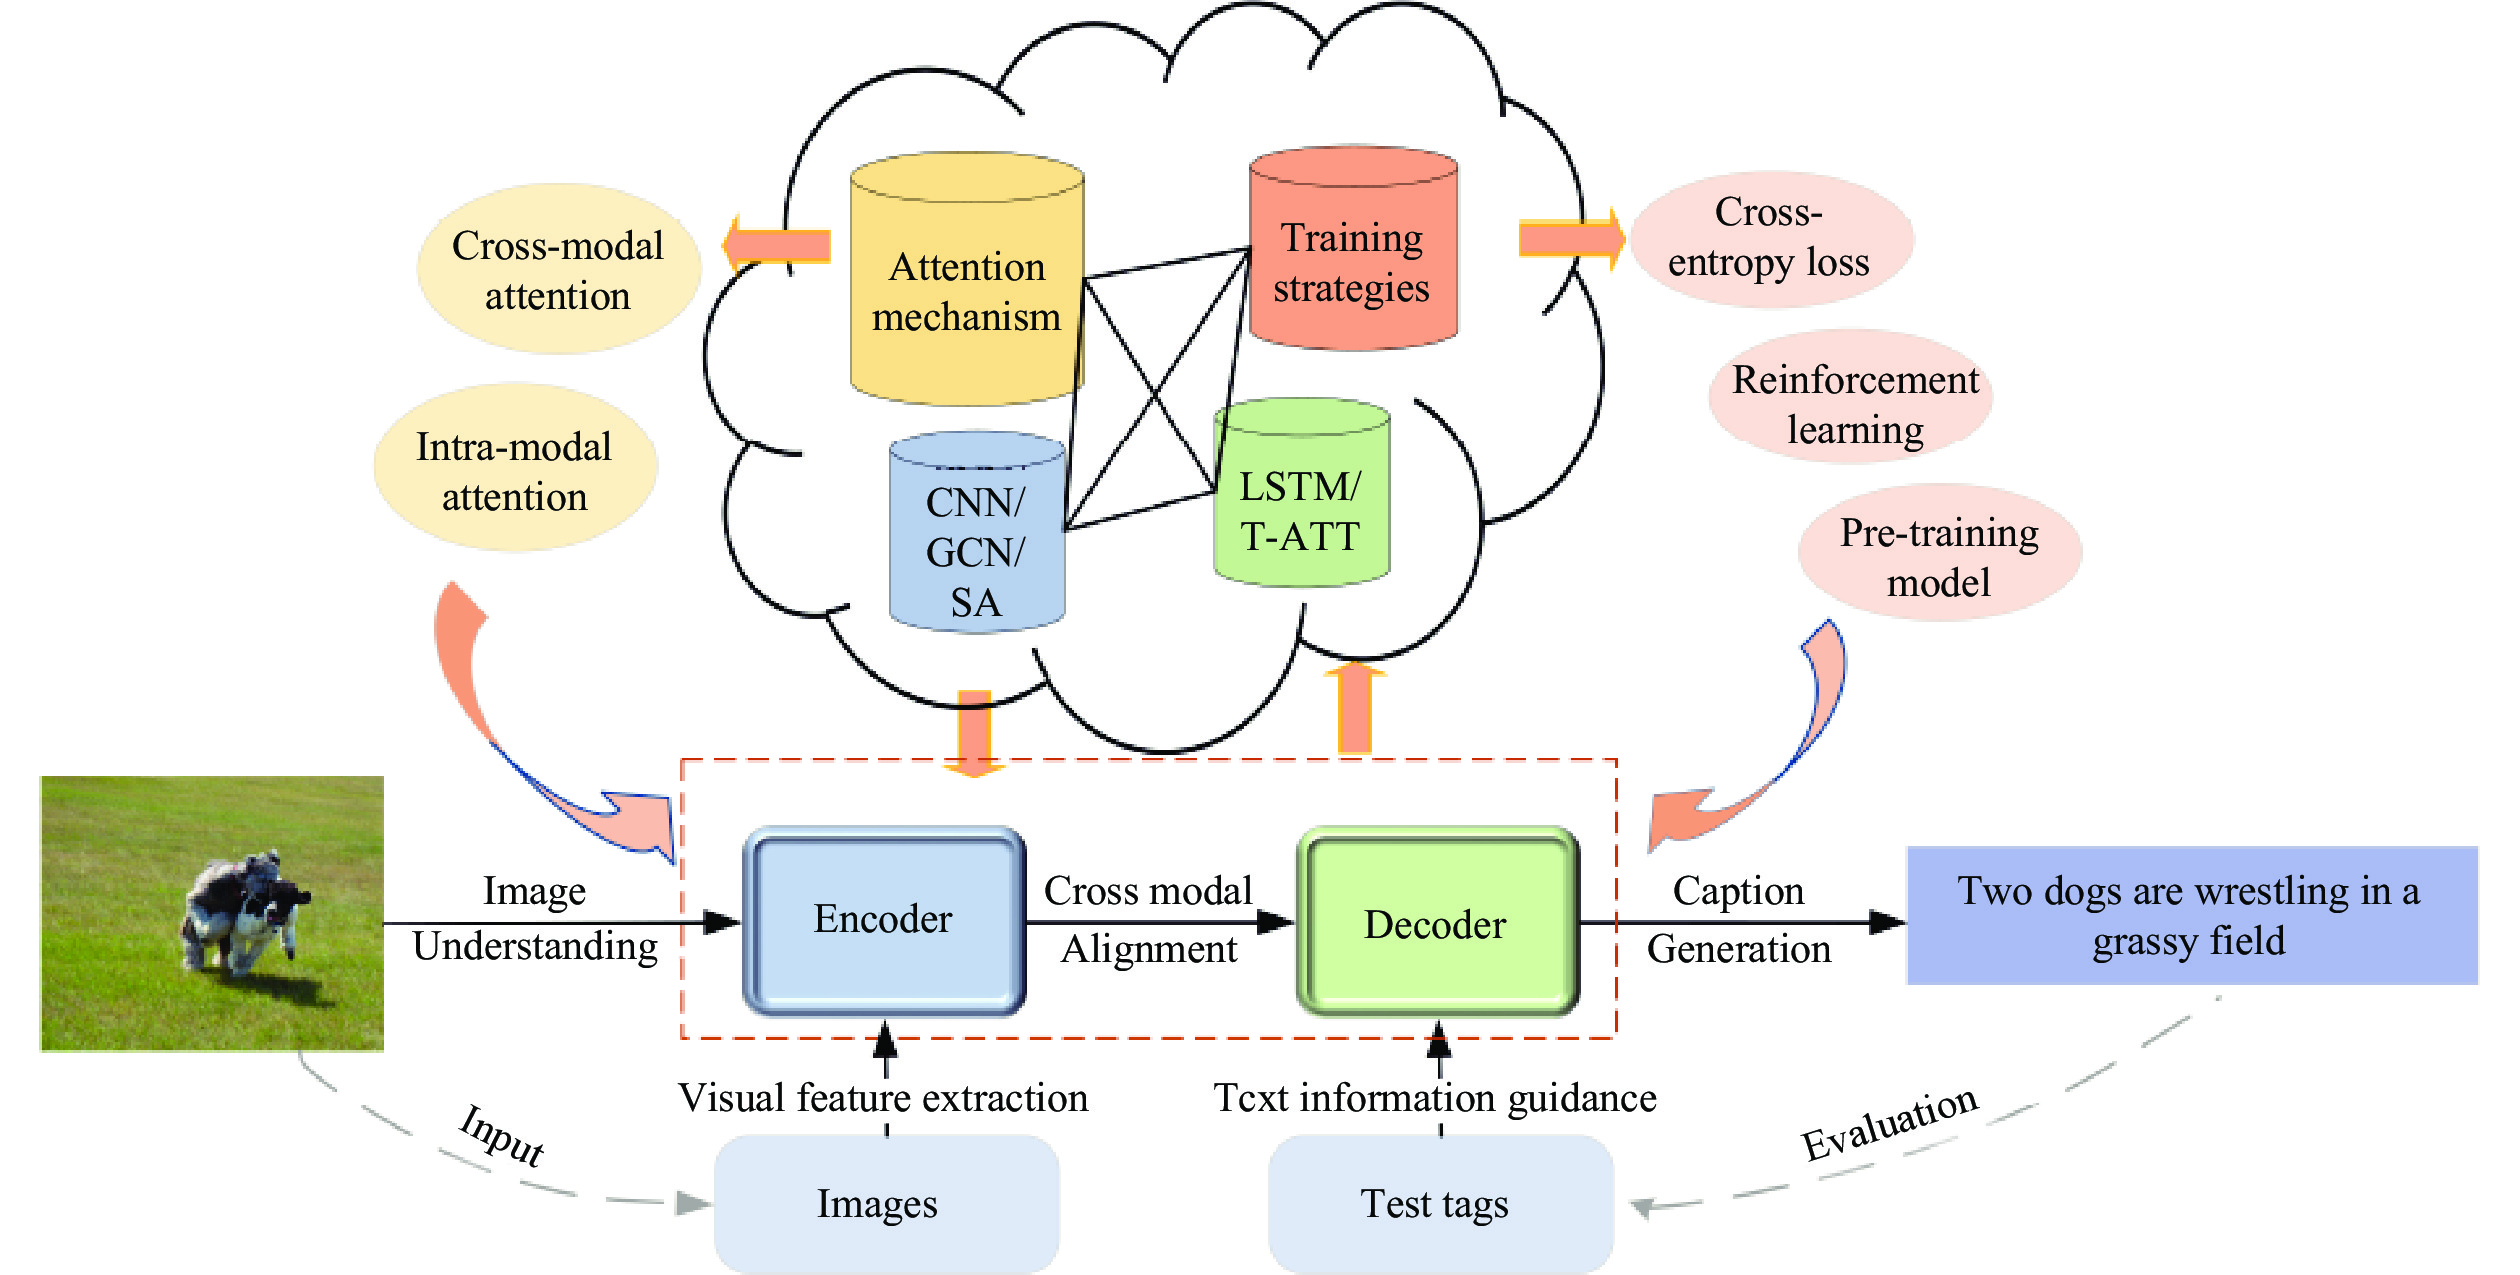 Cross-modal
attention
Intra-modal
attention
Attention
mechanism
Training
strategies
CNN/
GCN/
SA
LSTM/
T-ATT
Cross-
entropy loss
Reinforcement
learning
Pre-training
model
Image
Understanding
Encoder
Cross modal
Alignment
Decoder
Caption
Generation
Two dogs are wrestling in a
grassy field
Visual feature extraction
Tcxt information guidance
Input
Evaluation
Images
Test tags